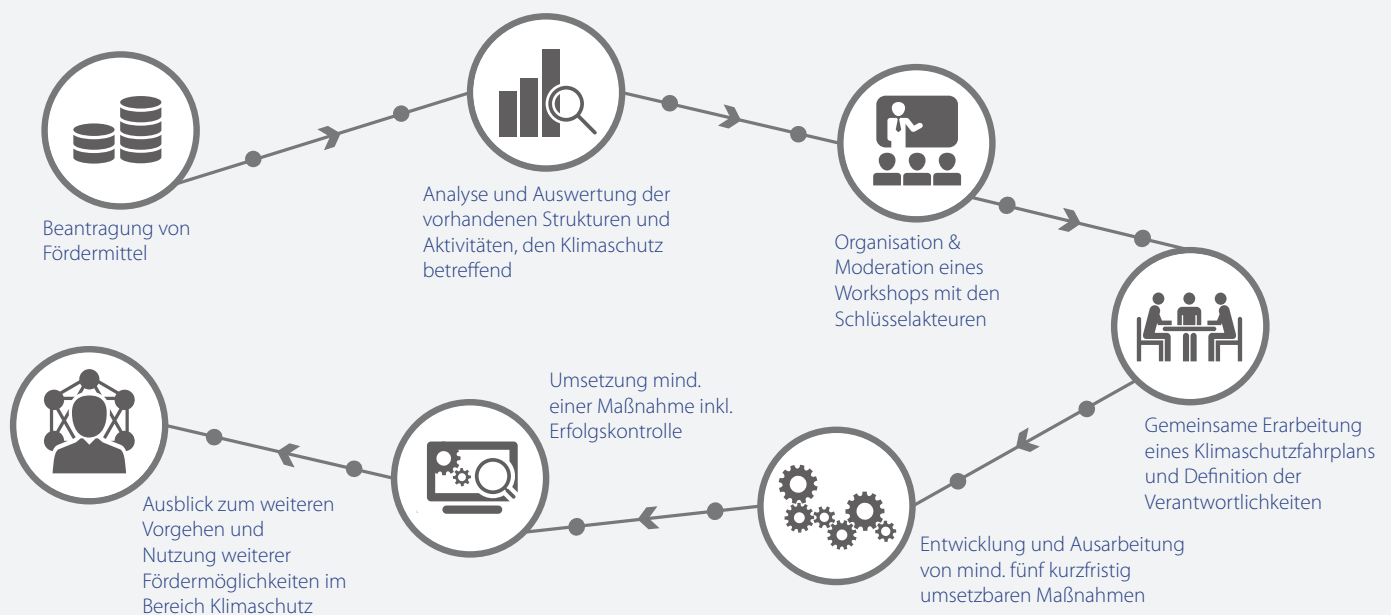 Beantragung von
Fördermittel
Analyse und Auswertung der
vorhandenen Strukturen und
Aktivitäten, den Klimaschutz
betreffend
Organisation &
Moderation eines
Workshops mit den
Schlüsselakteuren
Gemeinsame Erarbeitung
eines Klimaschutzfahrplans
und Definition der
Verantwortlichkeiten
Entwicklung und Ausarbeitung
von mind. fünf kurzfristig
umsetzbaren Maßnahmen
Umsetzung mind.
einer Maßnahme inkl.
Erfolgskontrolle
Ausblick zum weiteren
Vorgehen und
Nutzung weiterer
Fördermöglichkeiten im
Bereich Klimaschutz